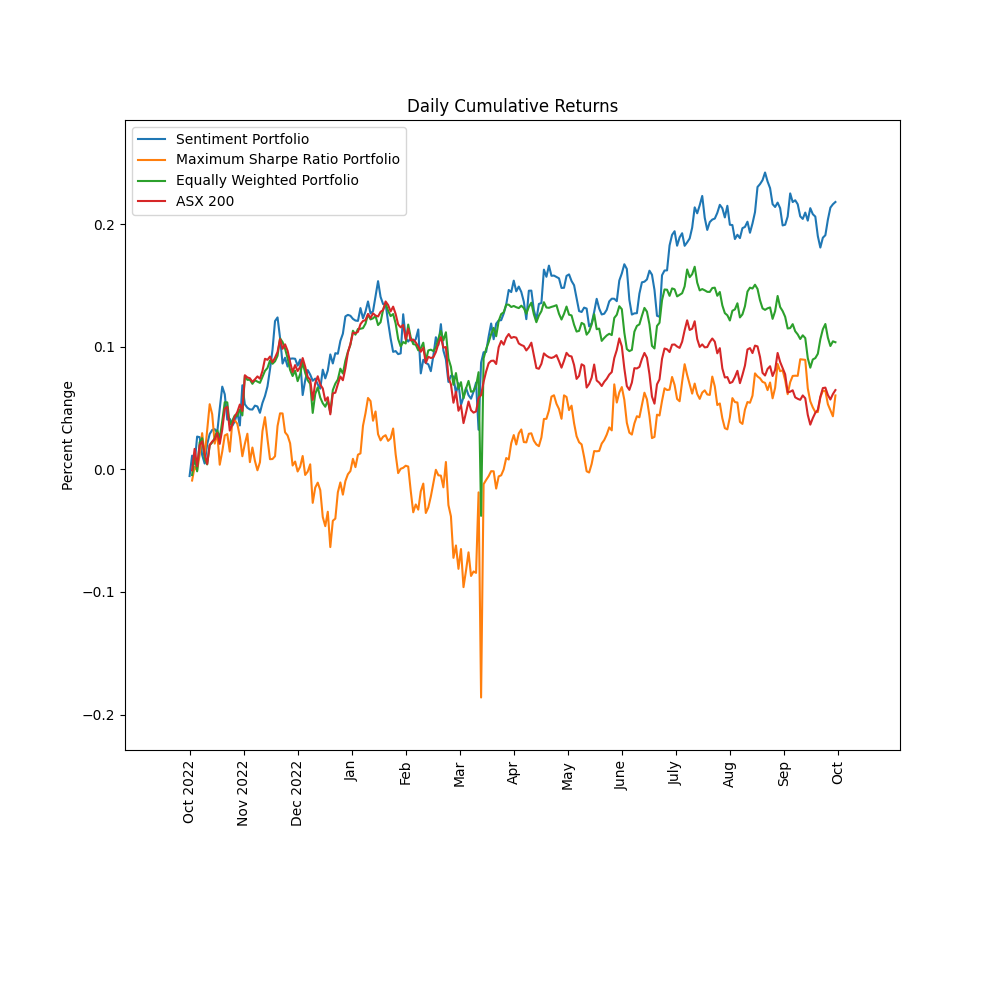 Daily Cumulative Returns
Sentiment Portfolio
Maximum Sharpe Ratio Portfolio
Equally Weighted Portfolio
ASX 200
Percent Change
0.2
0.1
0.0
−0.1
−0.2
Oct 2022
Nov 2022
Dec 2022
Jan
Feb
Mar
Apr
May
June
July
Aug
Sep
Oct